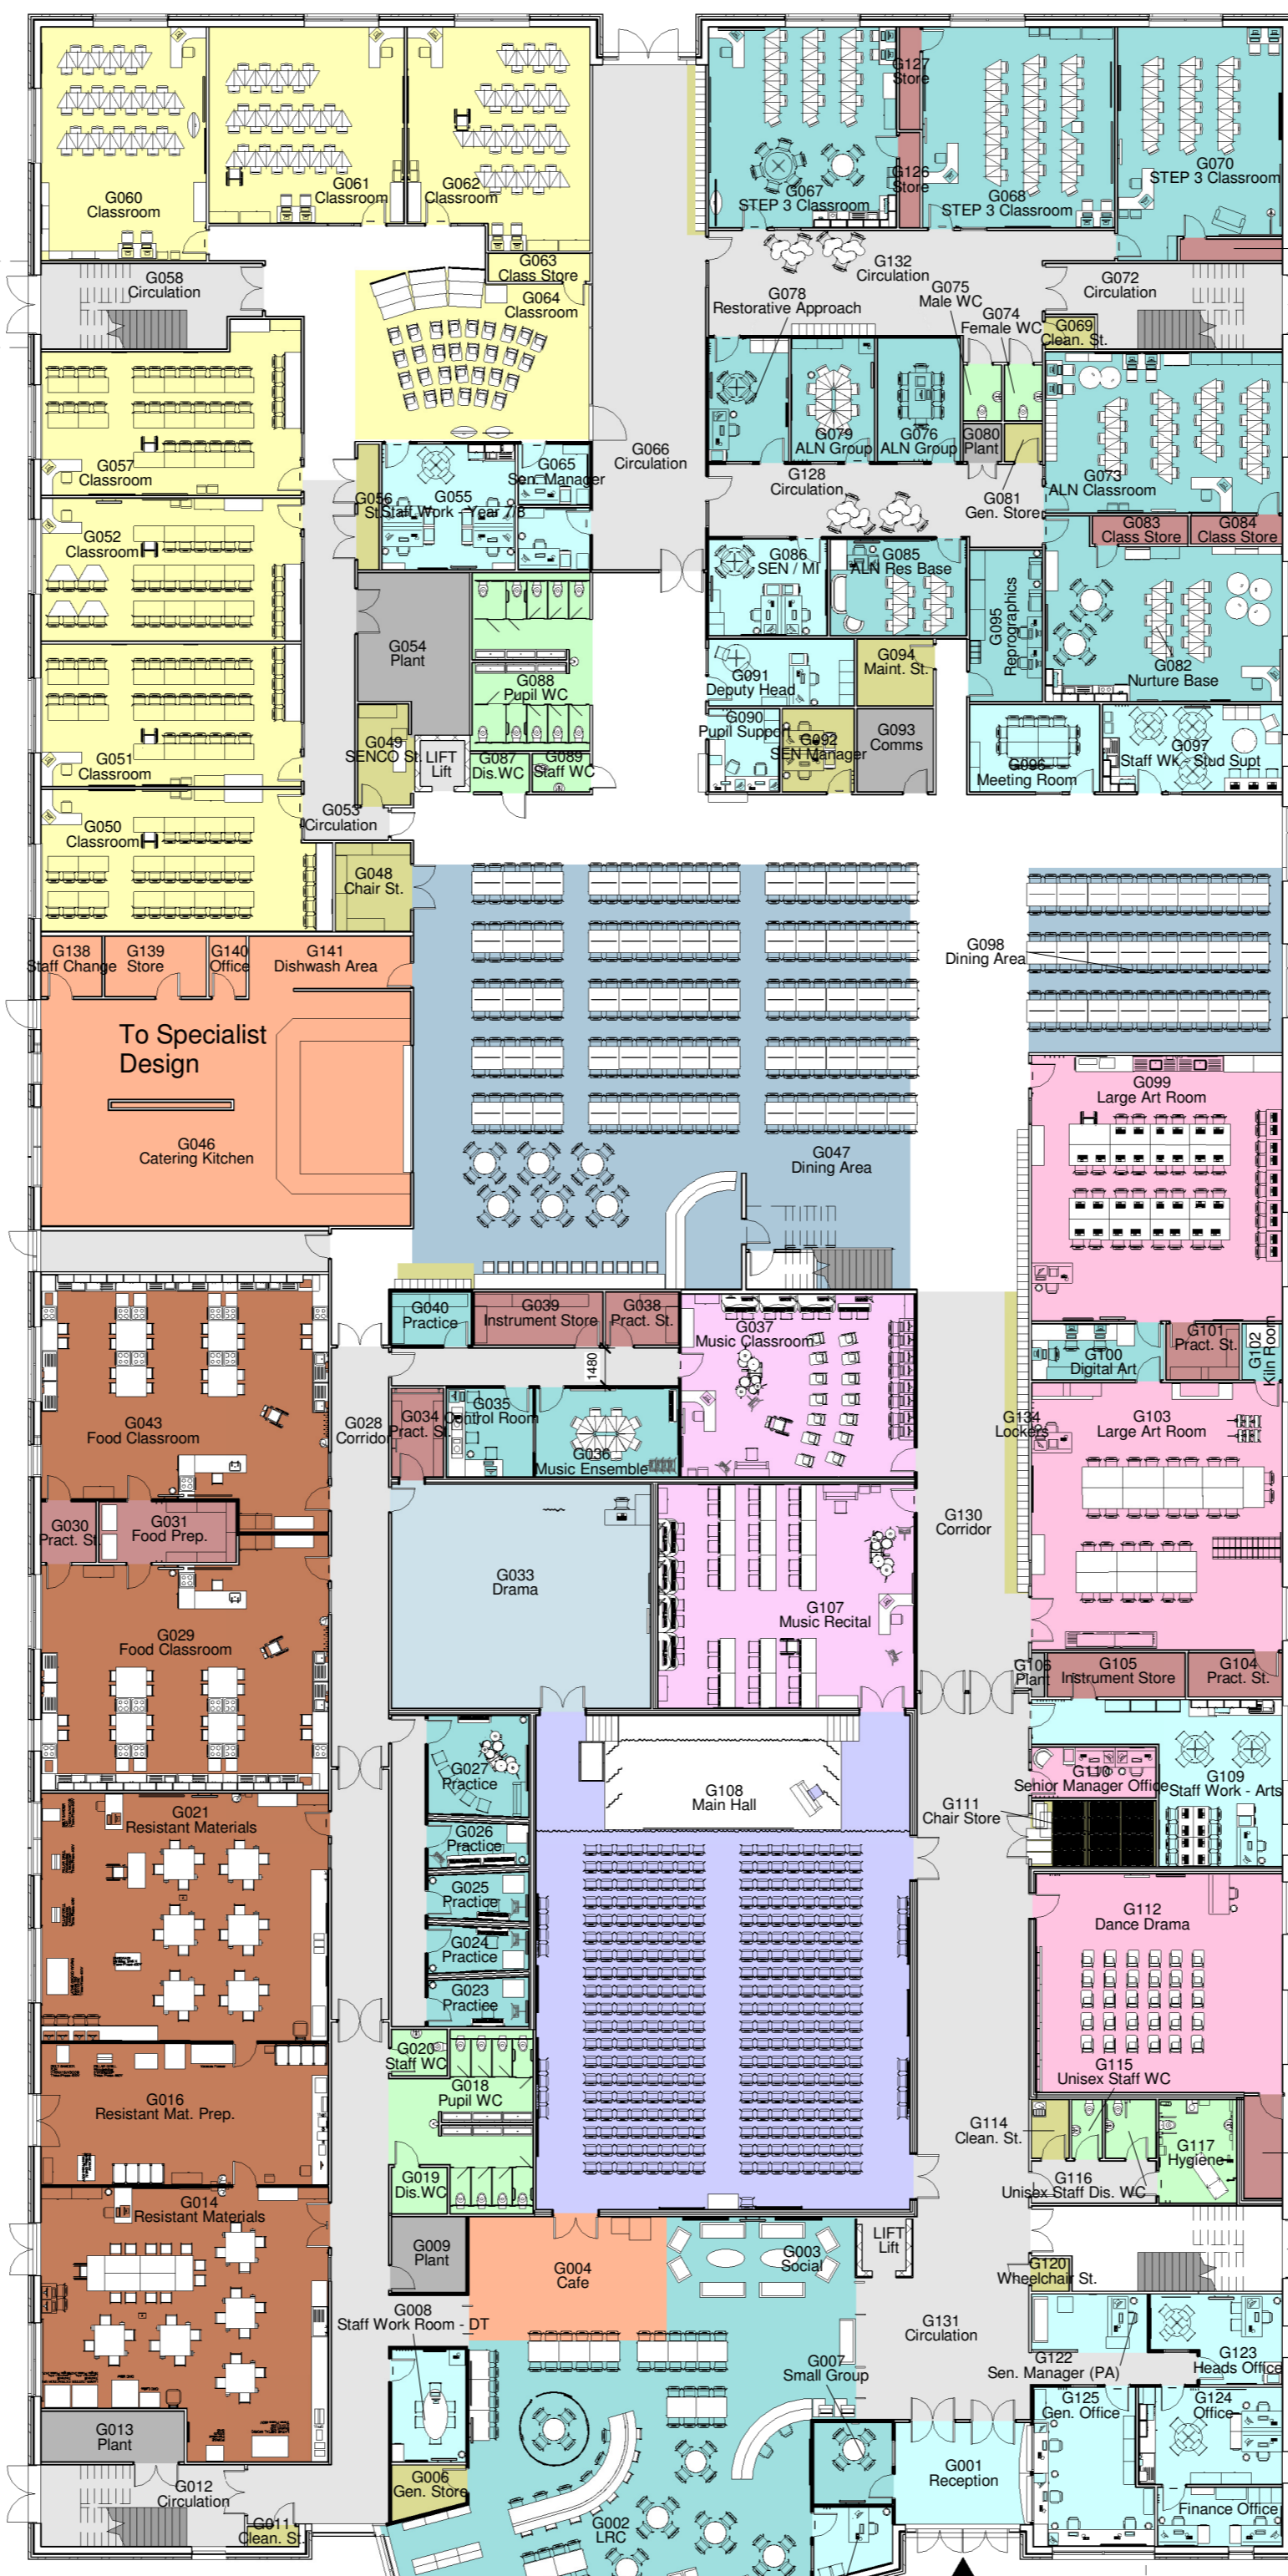 G060
Classroom
G061
Classroom
G062
Classroom
G127
Store
G126
Store
G067
STEP 3 Classroom
G068
STEP 3 Classroom
G070
STEP 3 Classroom
G058
Circulation
G063
Class Store
G064
Classroom
G132
Circulation
G072
Circulation
G078
Restorative Approach
G075
Male WC
G074
Female WC
G069
Clean. St.
G057
Classroom
G056
St.
G055
Staff Work - Year 7/8
G065
Sen. Manager
G066
Circulation
G079
ALN Group
G076
ALN Group
G080
Plant
G081
Gen. Store
G073
ALN Classroom
G128
Circulation
G083
Class Store
G084
Class Store
G052
Classroom
G086
SEN / MI
G085
ALN Res Base
G095
Reprographics
G082
Nurture Base
G054
Plant
G088
Pupil WC
G091
Deputy Head
G094
Maint. St.
G051
Classroom
G049
SENCO St.
LIFT
Lift
G087
Dis.WC
G089
Staff WC
G090
Pupil Support
G092
SEN Manager
G093
Comms
G096
Meeting Room
G097
Staff Wk - Stud Supt
G050
Classroom
G053
Circulation
G048
Chair St.
G138
Staff Change
G139
Store
G140
Office
G141
Dishwash Area
G098
Dining Area
To Specialist
Design
G046
Catering Kitchen
G047
Dining Area
G099
Large Art Room
G040
Practice
G039
Instrument Store
G038
Pract. St.
G037
Music Classroom
1480
G100
Digital Art
G101
Pract. St.
G102
Kiln Room
G043
Food Classroom
G028
Corridor
G034
Pract. St.
G035
Control Room
G036
Music Ensemble
G134
Lockers
G103
Large Art Room
G030
Pract. St.
G031
Food Prep.
G130
Corridor
G033
Drama
G107
Music Recital
G029
Food Classroom
G106
Plant
G105
Instrument Store
G104
Pract. St.
G027
Practice
G108
Main Hall
G110
Senior Manager Office
G109
Staff Work - Arts
G111
Chair Store
G021
Resistant Materials
G026
Practice
G025
Practice
G024
Practice
G023
Practice
G112
Dance Drama
G020
Staff WC
G018
Pupil WC
G019
Dis.WC
G016
Resistant Mat. Prep.
G115
Unisex Staff WC
G114
Clean. St.
G117
Hygiene
G116
Unisex Staff Dis. WC
G014
Resistant Materials
G009
Plant
G004
Cafe
G003
Social
LIFT
Lift
G120
Wheelchair St.
G008
Staff Work Room - DT
G131
Circulation
G007
Small Group
G122
Sen. Manager (PA)
G123
Heads Office
G125
Gen. Office
G124
Office
G013
Plant
G012
Circulation
G011
Clean. St.
G006
Gen. Store
G002
LRC
G001
Reception
Finance Office